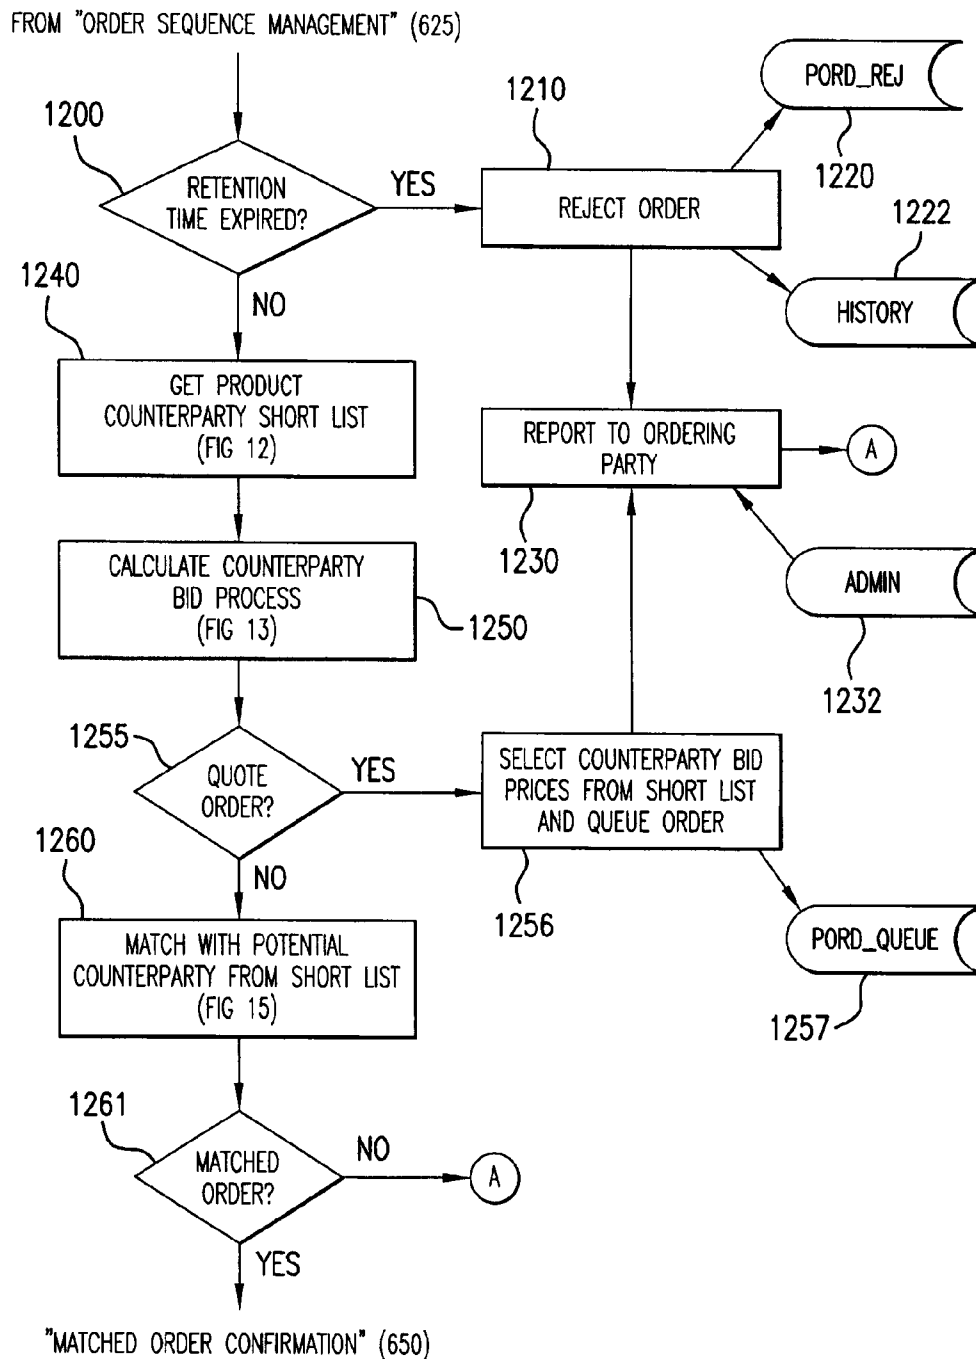 FROM "ORDER SEQUENCE MANAGEMENT" (625)
1200
RETENTION
TIME EXPIRED?
YES
NO
1210
REJECT ORDER
PORD_REJ
1220
1222
HISTORY
1240
GET PRODUCT
COUNTERPARTY SHORT LIST
(FIG 12)
REPORT TO ORDERING
PARTY
A
1230
ADMIN
1232
CALCULATE COUNTERPARTY
BID PROCESS
(FIG 13)
1250
1255
QUOTE
ORDER?
YES
NO
SELECT COUNTERPARTY BID
PRICES FROM SHORT LIST
AND QUEUE ORDER
1256
PORD_QUEUE
1257
1260
MATCH WITH POTENTIAL
COUNTERPARTY FROM SHORT LIST
(FIG 15)
1261
MATCHED
ORDER?
NO
A
YES
"MATCHED ORDER CONFIRMATION" (650)